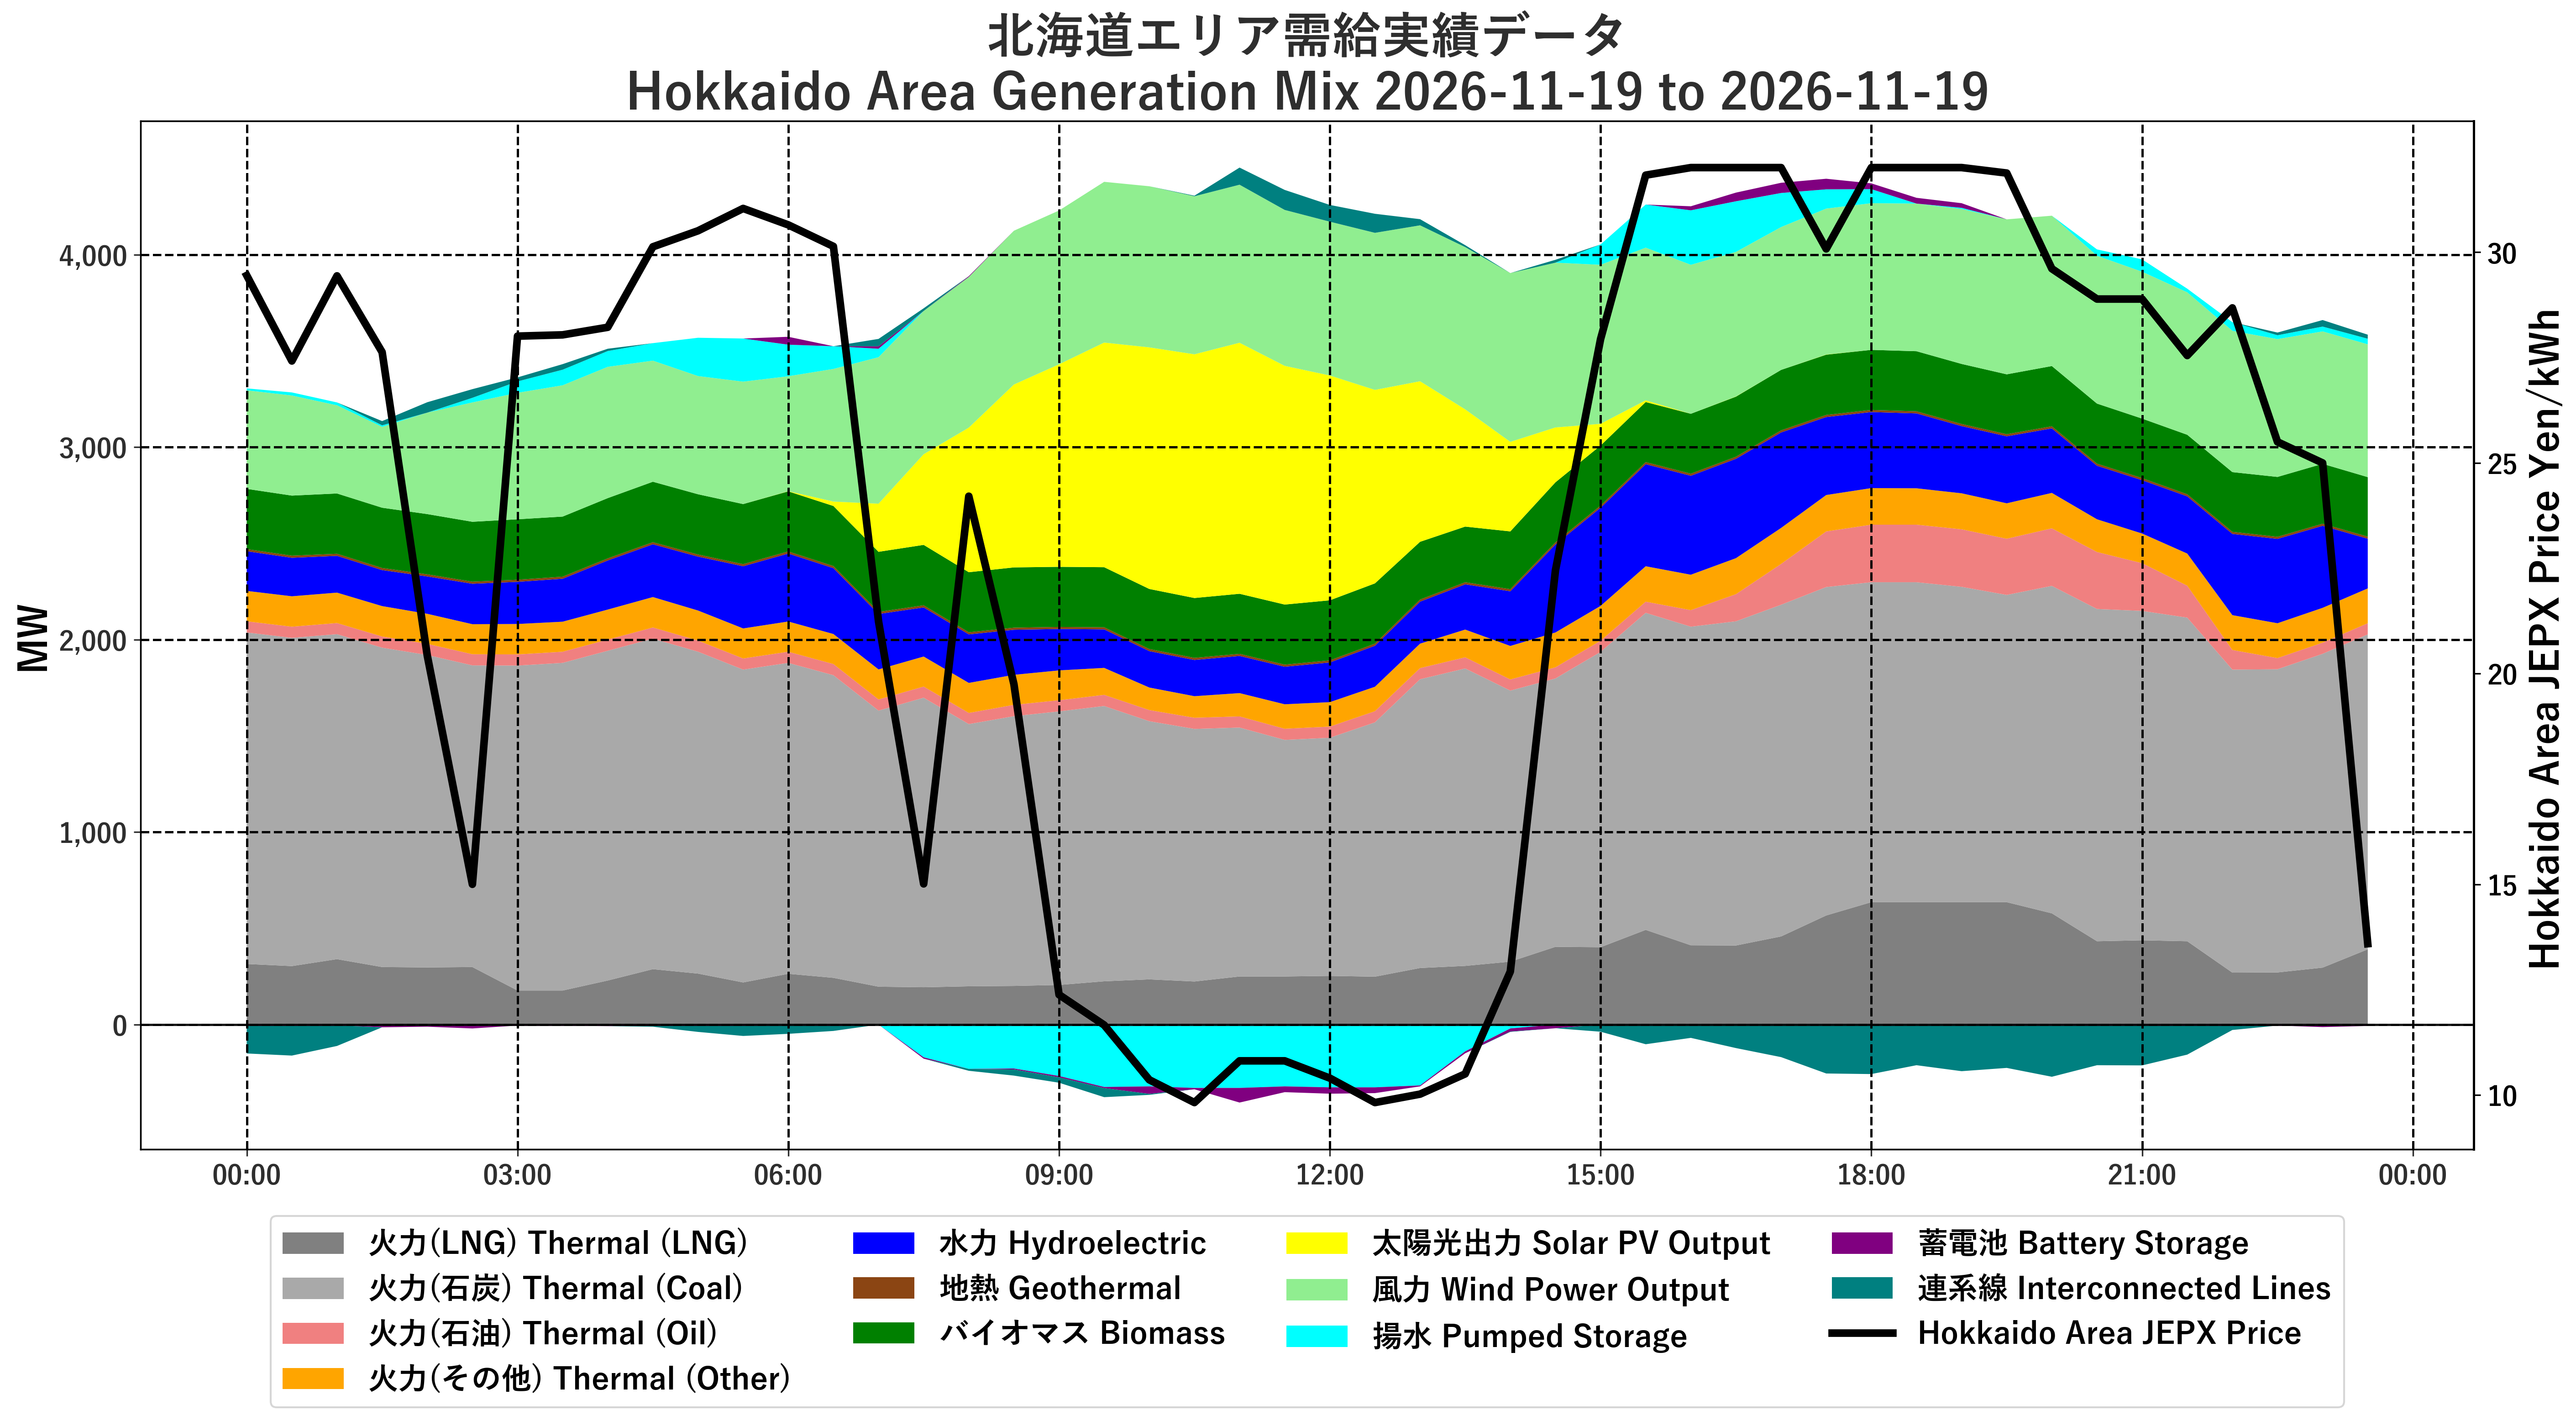 北海道エリア需給実績データ
Hokkaido Area Generation Mix 2026-11-19 to 2026-11-19
MW
4,000
3,000
2,000
1,000
0
30
25
20
15
10
Hokkaido Area JEPX Price Yen/kWh
00:00 03:00 06:00 09:00 12:00 15:00 18:00 21:00 00:00
火力(LNG) Thermal (LNG)
火力(石炭) Thermal (Coal)
火力(石油) Thermal (Oil)
火力(その他) Thermal (Other)
水力 Hydroelectric
地熱 Geothermal
バイオマス Biomass
太陽光出力 Solar PV Output
風力 Wind Power Output
揚水 Pumped Storage
蓄電池 Battery Storage
連系線 Interconnected Lines
Hokkaido Area JEPX Price